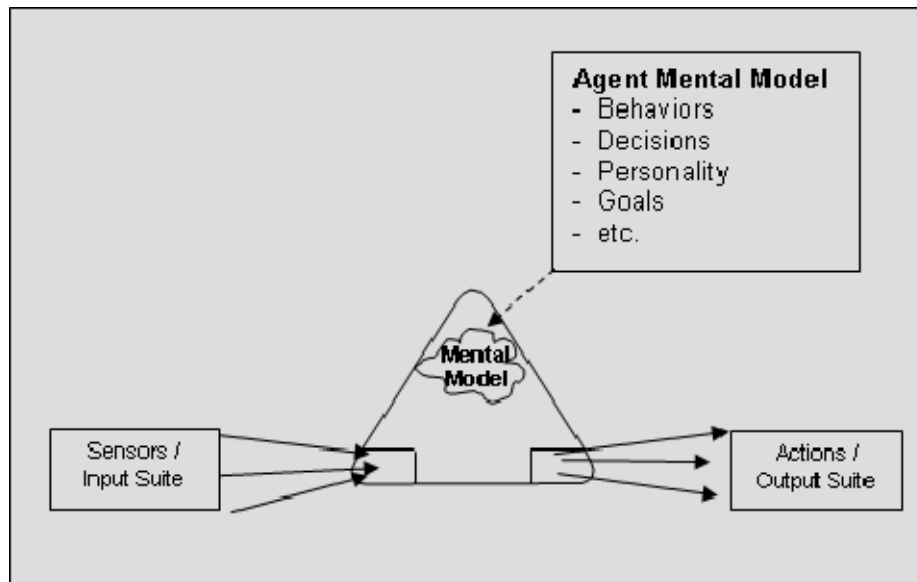 Agent Mental Model
- Behaviors
- Decisions
- Personality
- Goals
- etc.
Mental
Model
Sensors /
Input Suite
Actions /
Output Suite